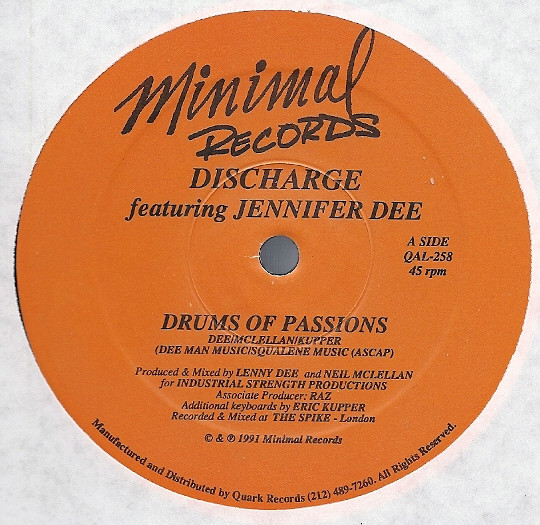 Minimal
RECORDS
DISCHARGE
featuring JENNIFER DEE
A SIDE
QAL-258
45 rpm
DRUMS OF PASSIONS
DEE/MCLELLAN/KUPPER
(DEE MAN MUSIC/SQUALENE MUSIC (ASCAP)
Produced & Mixed by LENNY DEE and NEIL MCLELLAN
for INDUSTRIAL STRENGTH PRODUCTIONS
Associate Producer: RAZ
Additional keyboards by ERIC KUPPER
Recorded & Mixed at THE SPIKE - London
© & ℗ 1991 Minimal Records
Manufactured and Distributed by Quark Records (212) 489-7260. All Rights Reserved.